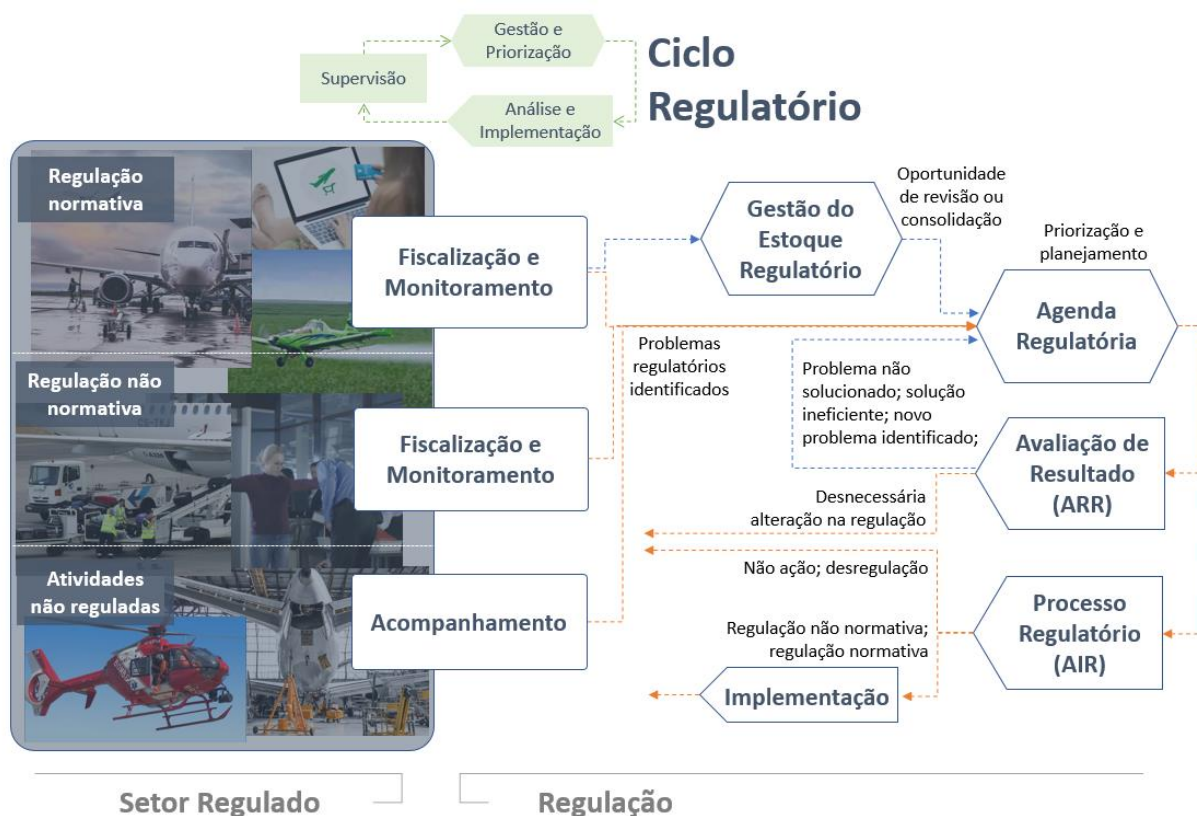 Gestão e
Priorização
Ciclo
Regulatório
Supervisão
Análise e
Implementação
Regulação
normativa
Fiscalização e
Monitoramento
Gestão do
Estoque
Regulatório
Oportunidade
de revisão ou
consolidação
Priorização e
planejamento
Agenda
Regulatória
Problemas
regulatórios
identificados
Problema não
solucionado; solução
ineficiente; novo
problema identificado;
Regulação não
normativa
Fiscalização e
Monitoramento
Avaliação de
Resultado
(ARR)
Desnecessária
alteração na regulação
Não ação; desregulação
Atividades
não reguladas
Acompanhamento
Processo
Regulatório
(AIR)
Regulação não normativa;
regulação normativa
Implementação
Setor Regulado
Regulação